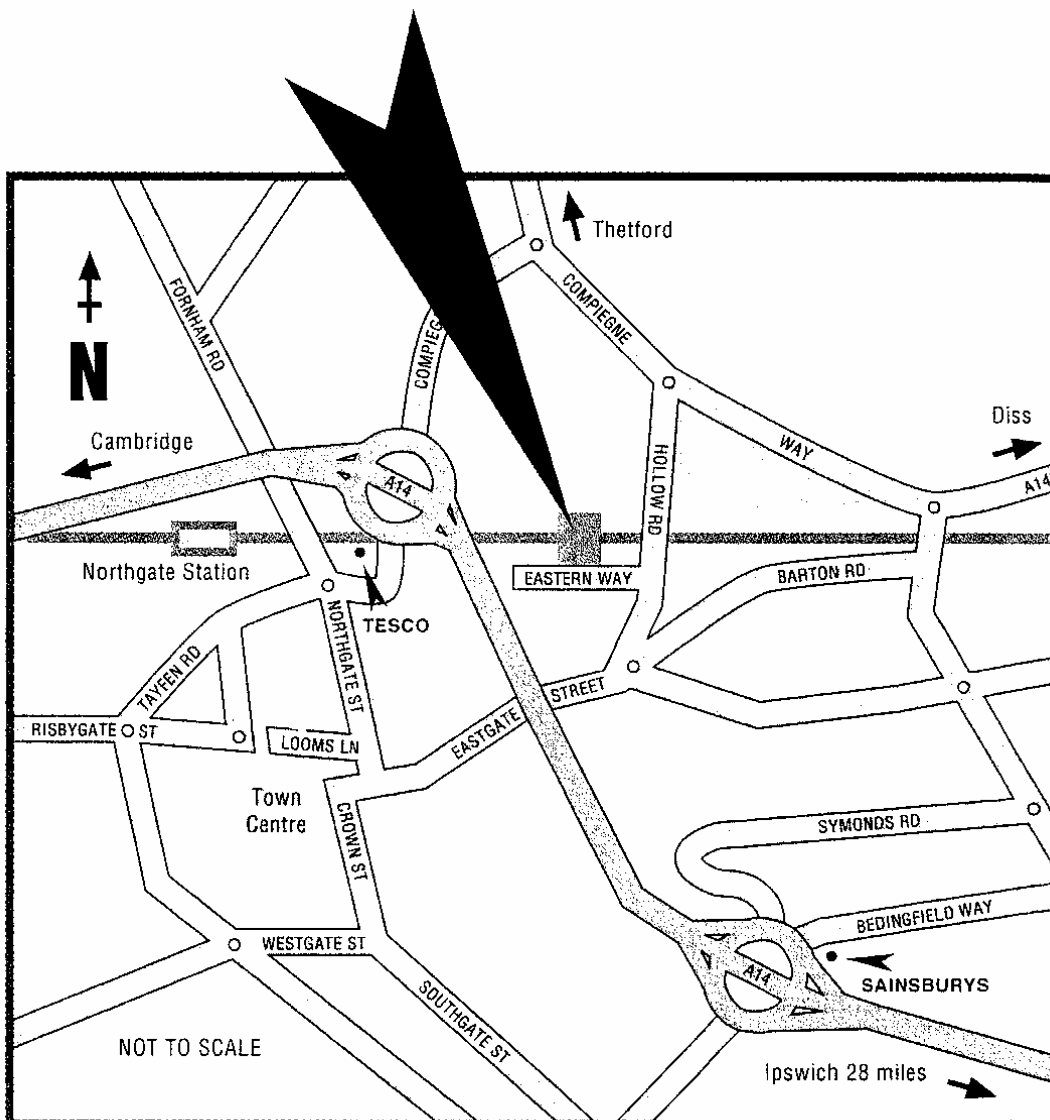 Thetford
COMPIEGNE
COMPIEG
FORNHAM RD
N
Cambridge
WAY
Diss
A14
A14
HOLLOW RD
Northgate Station
EASTERN WAY
BARTON RD
TESCO
NORTHGATE ST
TAYFEN RD
STREET
EASTGATE
RISBYGATE ST
LOOMS LN
Town
Centre
CROWN ST
SYMONDS RD
BEDINGFIELD WAY
WESTGATE ST
A14
SAINSBURYS
SOUTHGATE ST
NOT TO SCALE
Ipswich 28 miles